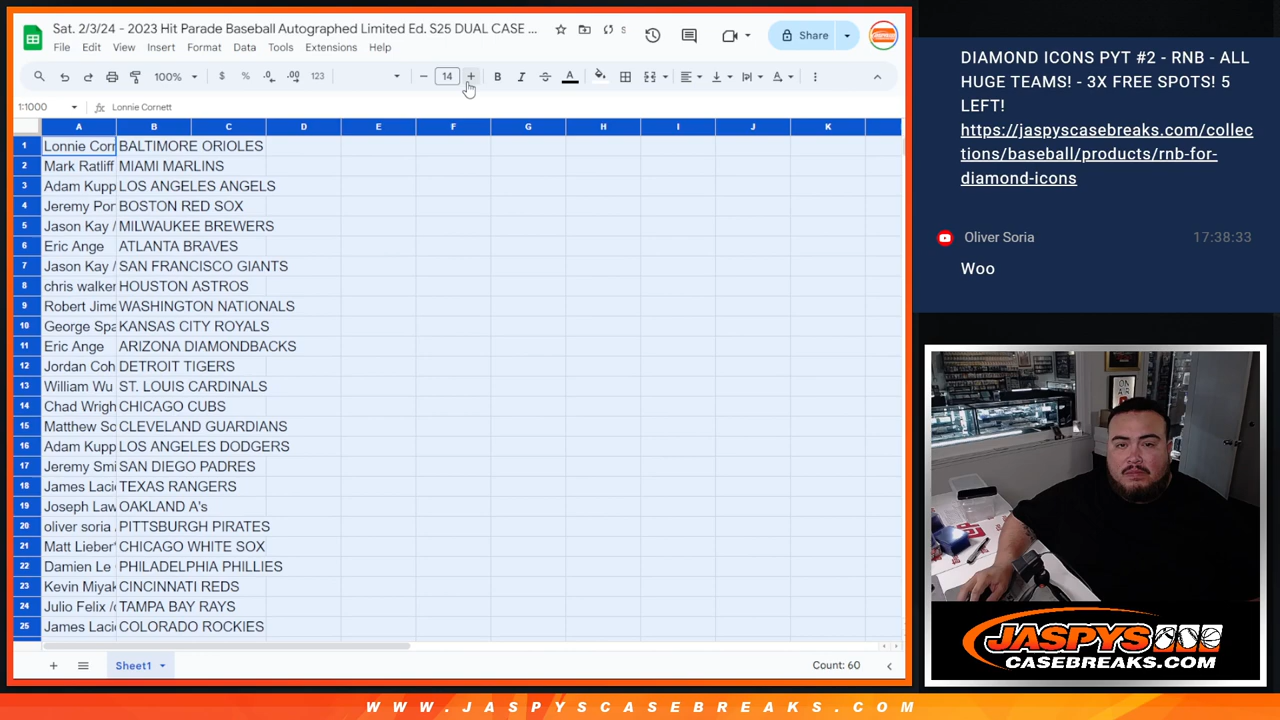 Sat. 2/3/24 - 2023 Hit Parade Baseball Autographed Limited Ed. S25 DUAL CASE ...
File Edit View Insert Format Data Tools Extensions Help
Share
100% $ % .0 .00 123 − 14 + B I A
1:1000 fx Lonnie Cornett
A B C D E F G H I J K
1 Lonnie Corn BALTIMORE ORIOLES
2 Mark Ratliff MIAMI MARLINS
3 Adam Kupp LOS ANGELES ANGELS
4 Jeremy Por BOSTON RED SOX
5 Jason Kay / MILWAUKEE BREWERS
6 Eric Ange ATLANTA BRAVES
7 Jason Kay / SAN FRANCISCO GIANTS
8 chris walker HOUSTON ASTROS
9 Robert Jime WASHINGTON NATIONALS
10 George Spa KANSAS CITY ROYALS
11 Eric Ange ARIZONA DIAMONDBACKS
12 Jordan Coh DETROIT TIGERS
13 William Wu ST. LOUIS CARDINALS
14 Chad Wrigh CHICAGO CUBS
15 Matthew Sc CLEVELAND GUARDIANS
16 Adam Kupp LOS ANGELES DODGERS
17 Jeremy Smi SAN DIEGO PADRES
18 James Laci TEXAS RANGERS
19 Joseph Law OAKLAND A's
20 oliver soria PITTSBURGH PIRATES
21 Matt Lieber CHICAGO WHITE SOX
22 Damien Le PHILADELPHIA PHILLIES
23 Kevin Miyak CINCINNATI REDS
24 Julio Felix TAMPA BAY RAYS
25 James Laci COLORADO ROCKIES
Sheet1
Count: 60
DIAMOND ICONS PYT #2 - RNB - ALL
HUGE TEAMS! - 3X FREE SPOTS! 5
LEFT!
https://jaspyscasebreaks.com/collec
tions/baseball/products/rnb-for-
diamond-icons
Oliver Soria 17:38:33
Woo
ON AIR
JASPYS
CASEBREAKS.COM
WWW.JASPYSCASEBREAKS.COM